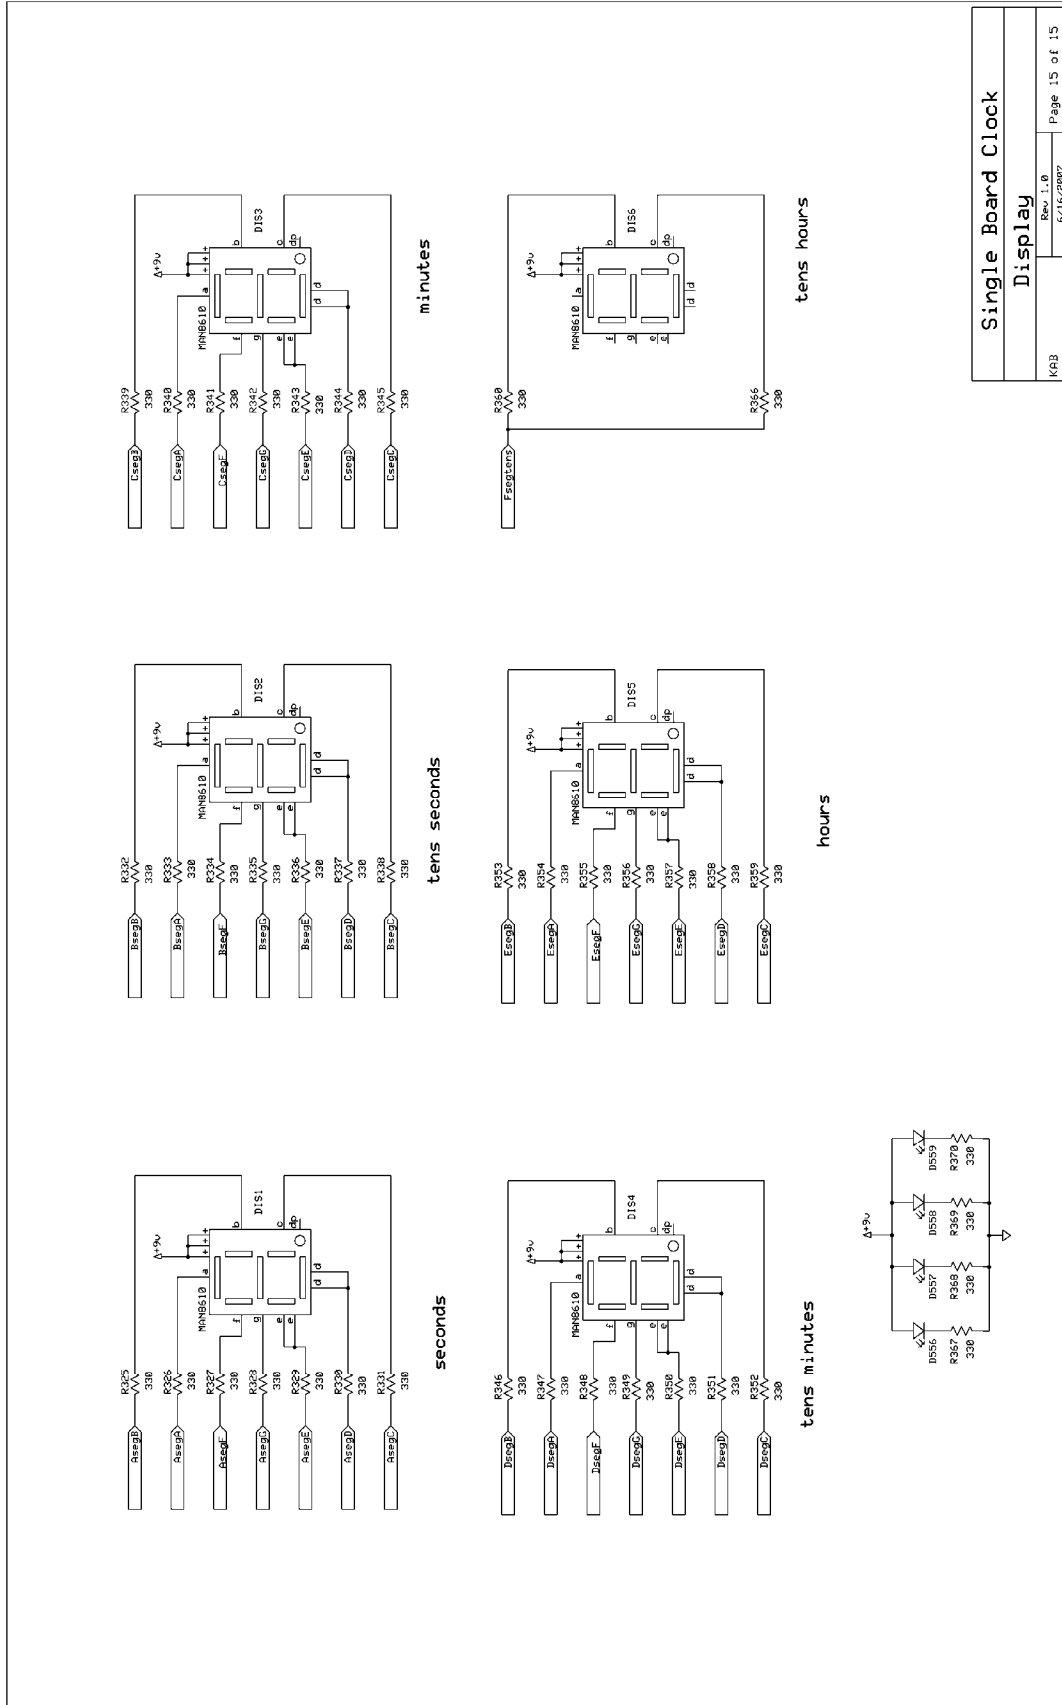 R325
330
R326
330
R327
330
R328
330
R329
330
R330
330
R331
330
AsegB
AsegA
AsegF
AsegG
AsegE
AsegD
AsegC
MAN8610
DIS1
+9v
a
+
+
+
b
f
g
e
e
c
dp
d
d
seconds
R332
330
R333
330
R334
330
R335
330
R336
330
R337
330
R338
330
BsegB
BsegA
BsegF
BsegG
BsegE
BsegD
BsegC
MAN8610
DIS2
+9v
a
+
+
+
b
f
g
e
e
c
dp
d
d
tens seconds
R339
330
R340
330
R341
330
R342
330
R343
330
R344
330
R345
330
CsegB
CsegA
CsegF
CsegG
CsegE
CsegD
CsegC
MAN8610
DIS3
+9v
a
+
+
+
b
f
g
e
e
c
dp
d
d
minutes
R346
330
R347
330
R348
330
R349
330
R350
330
R351
330
R352
330
DsegB
DsegA
DsegF
DsegG
DsegE
DsegD
DsegC
MAN8610
DIS4
+9v
a
+
+
+
b
f
g
e
e
c
dp
d
d
tens minutes
R353
330
R354
330
R355
330
R356
330
R357
330
R358
330
R359
330
EsegB
EsegA
EsegF
EsegG
EsegE
EsegD
EsegC
MAN8610
DIS5
+9v
a
+
+
+
b
f
g
e
e
c
dp
d
d
hours
R360
330
R366
330
Fsegtens
MAN8610
DIS6
+9v
a
+
+
+
b
f
g
e
e
c
dp
d
d
tens hours
+9v
D556
R367
330
D557
R368
330
D558
R369
330
D559
R370
330
Single Board Clock
Display
KAB
Rev 1.0
Page 15 of 15